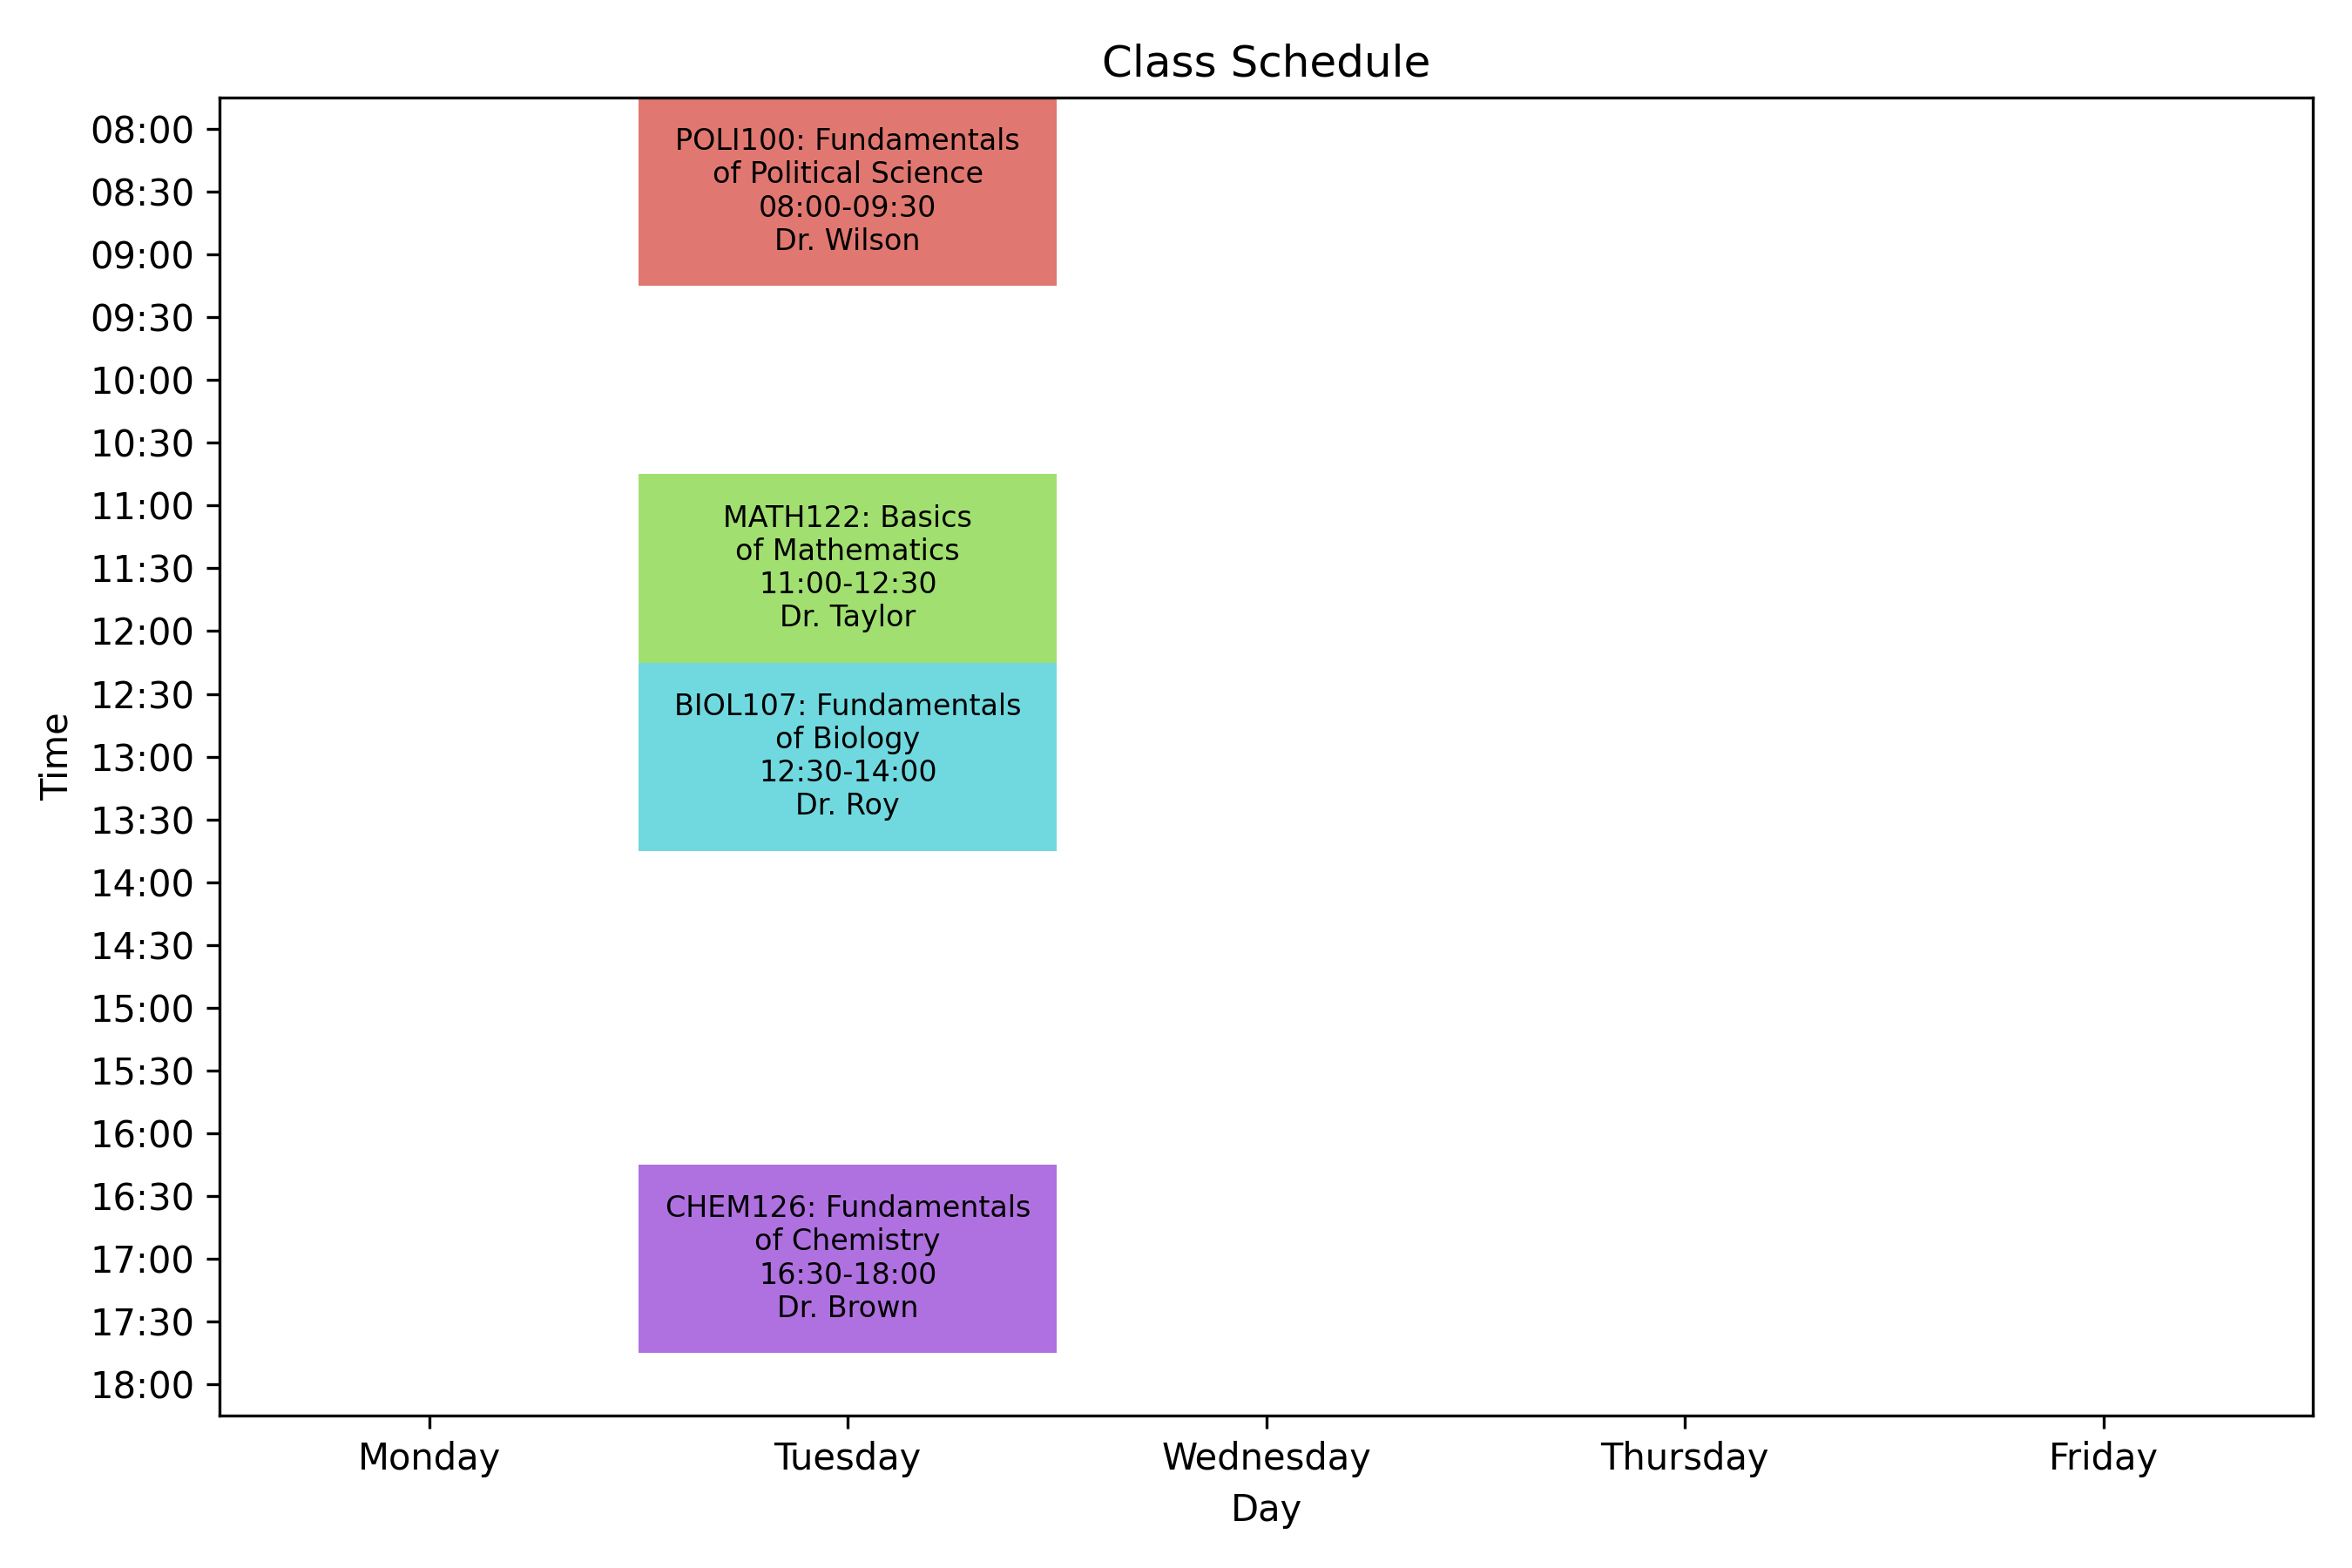 Class Schedule
08:00
08:30
09:00
09:30
10:00
10:30
11:00
11:30
12:00
12:30
13:00
13:30
14:00
14:30
15:00
15:30
16:00
16:30
17:00
17:30
18:00
Time
POLI100: Fundamentals
of Political Science
08:00-09:30
Dr. Wilson
MATH122: Basics
of Mathematics
11:00-12:30
Dr. Taylor
BIOL107: Fundamentals
of Biology
12:30-14:00
Dr. Roy
CHEM126: Fundamentals
of Chemistry
16:30-18:00
Dr. Brown
Monday
Tuesday
Wednesday
Thursday
Friday
Day